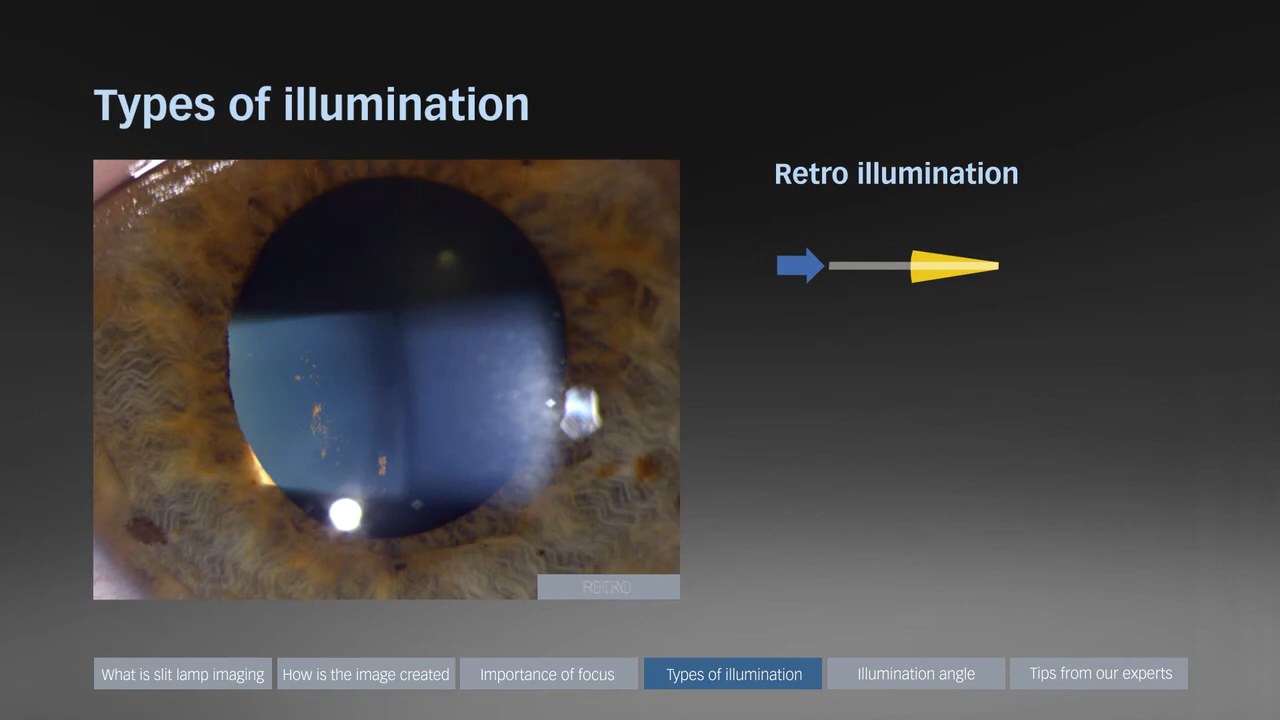 Types of illumination
Retro illumination
RETRO
What is slit lamp imaging
How is the image created
Importance of focus
Types of illumination
Illumination angle
Tips from our experts